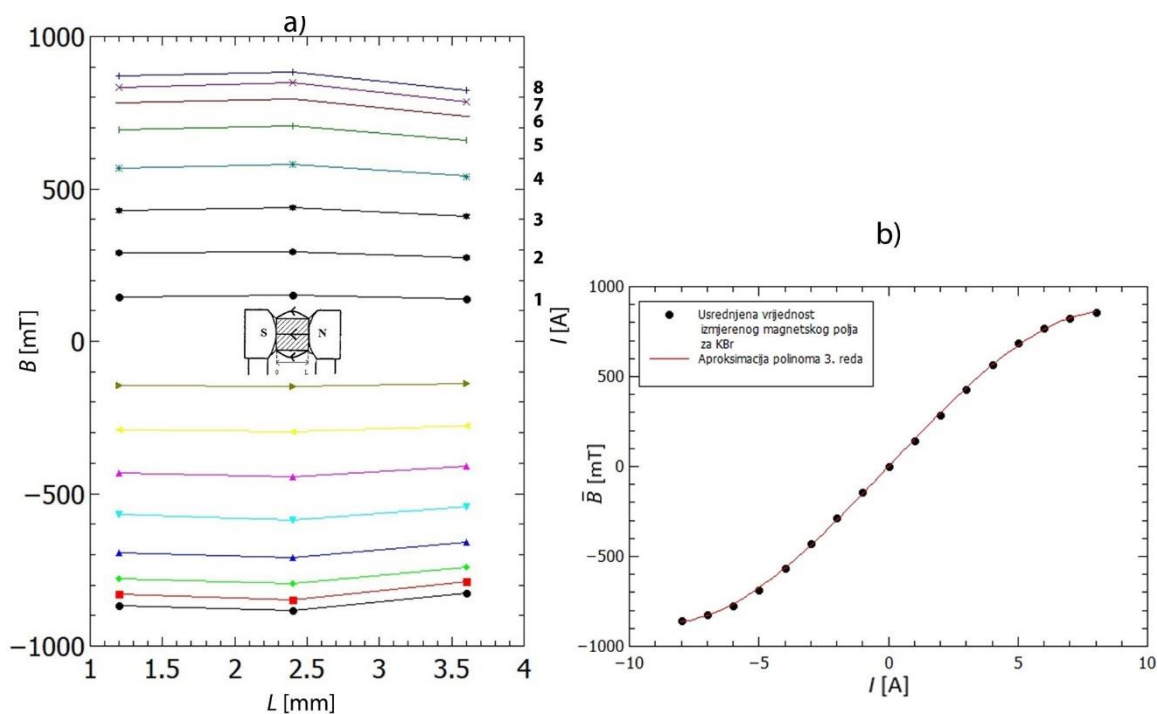 a)
1000
500
0
−500
−1000
B [mT]
8
7
6
5
4
3
2
1
I [A]
S
N
0
L
1
1.5
2
2.5
3
3.5
4
L [mm]
b)
1000
500
0
−500
−1000
B̄ [mT]
Usrednjena vrijednost
izmjerenog magnetskog polja
za KBr
Aproksimacija polinoma 3. reda
−10
−5
0
5
10
I [A]